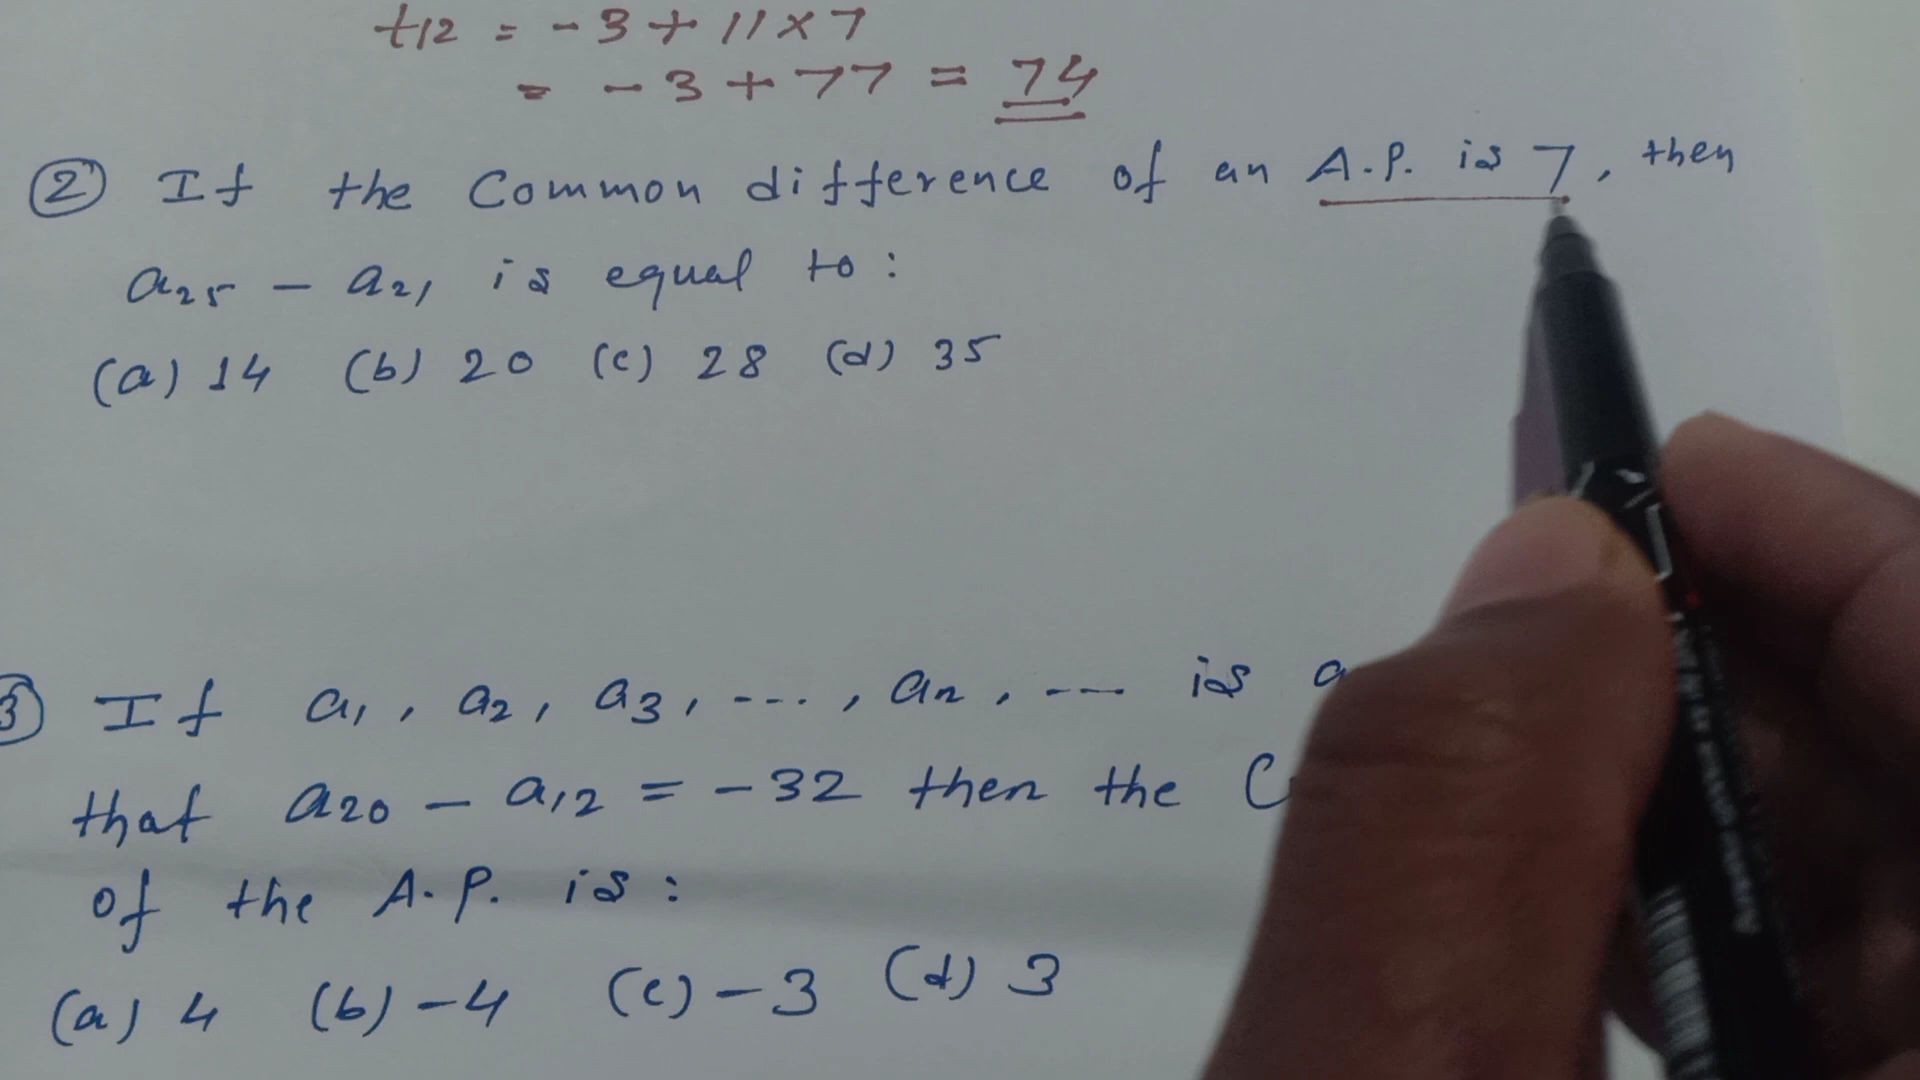 t12 = -3 + 11 × 7
= -3 + 77 = 74
② If the Common difference of an A.P. is 7, then
a25 - a21 is equal to :
(a) 14 (b) 20 (c) 28 (d) 35
③ If a1, a2, a3, ---., an, --- is
that a20 - a12 = -32 then the
of the A.P. is :
(a) 4 (b) -4 (c) -3 (d) 3